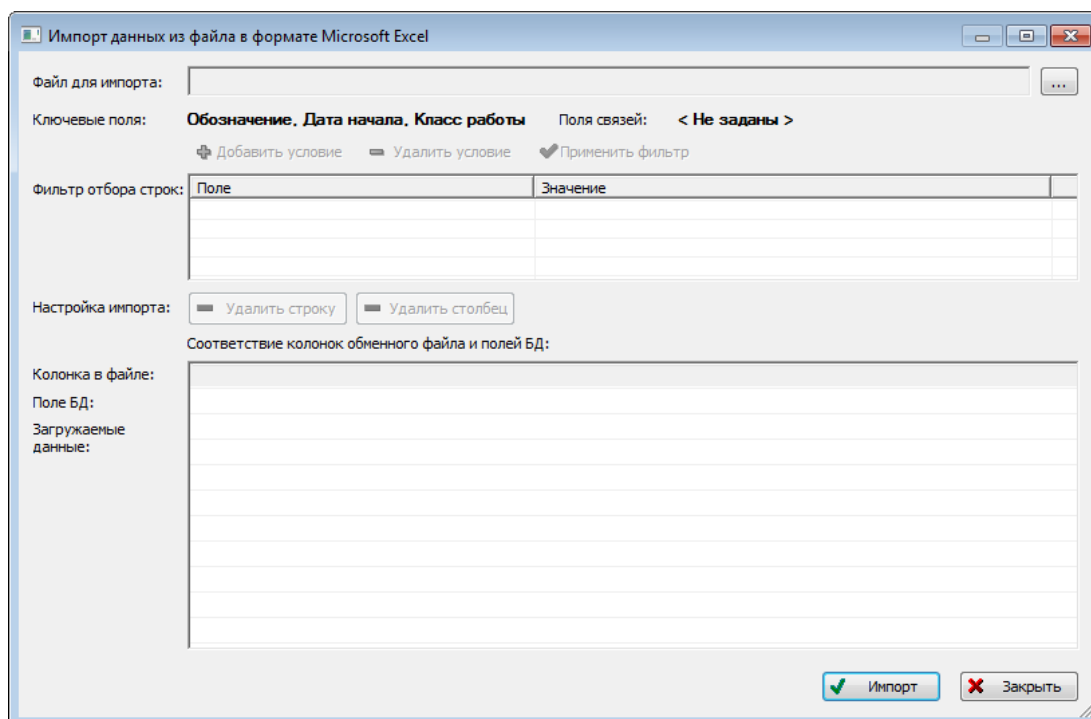 Импорт данных из файла в формате Microsoft Excel
Файл для импорта:
...
Ключевые поля: Обозначение, Дата начала, Класс работы Поля связей: < Не заданы >
Добавить условие Удалить условие Применить фильтр
Фильтр отбора строк: Поле Значение
Настройка импорта: Удалить строку Удалить столбец
Соответствие колонок обменного файла и полей БД:
Колонка в файле:
Поле БД:
Загружаемые
данные:
Импорт Закрыть